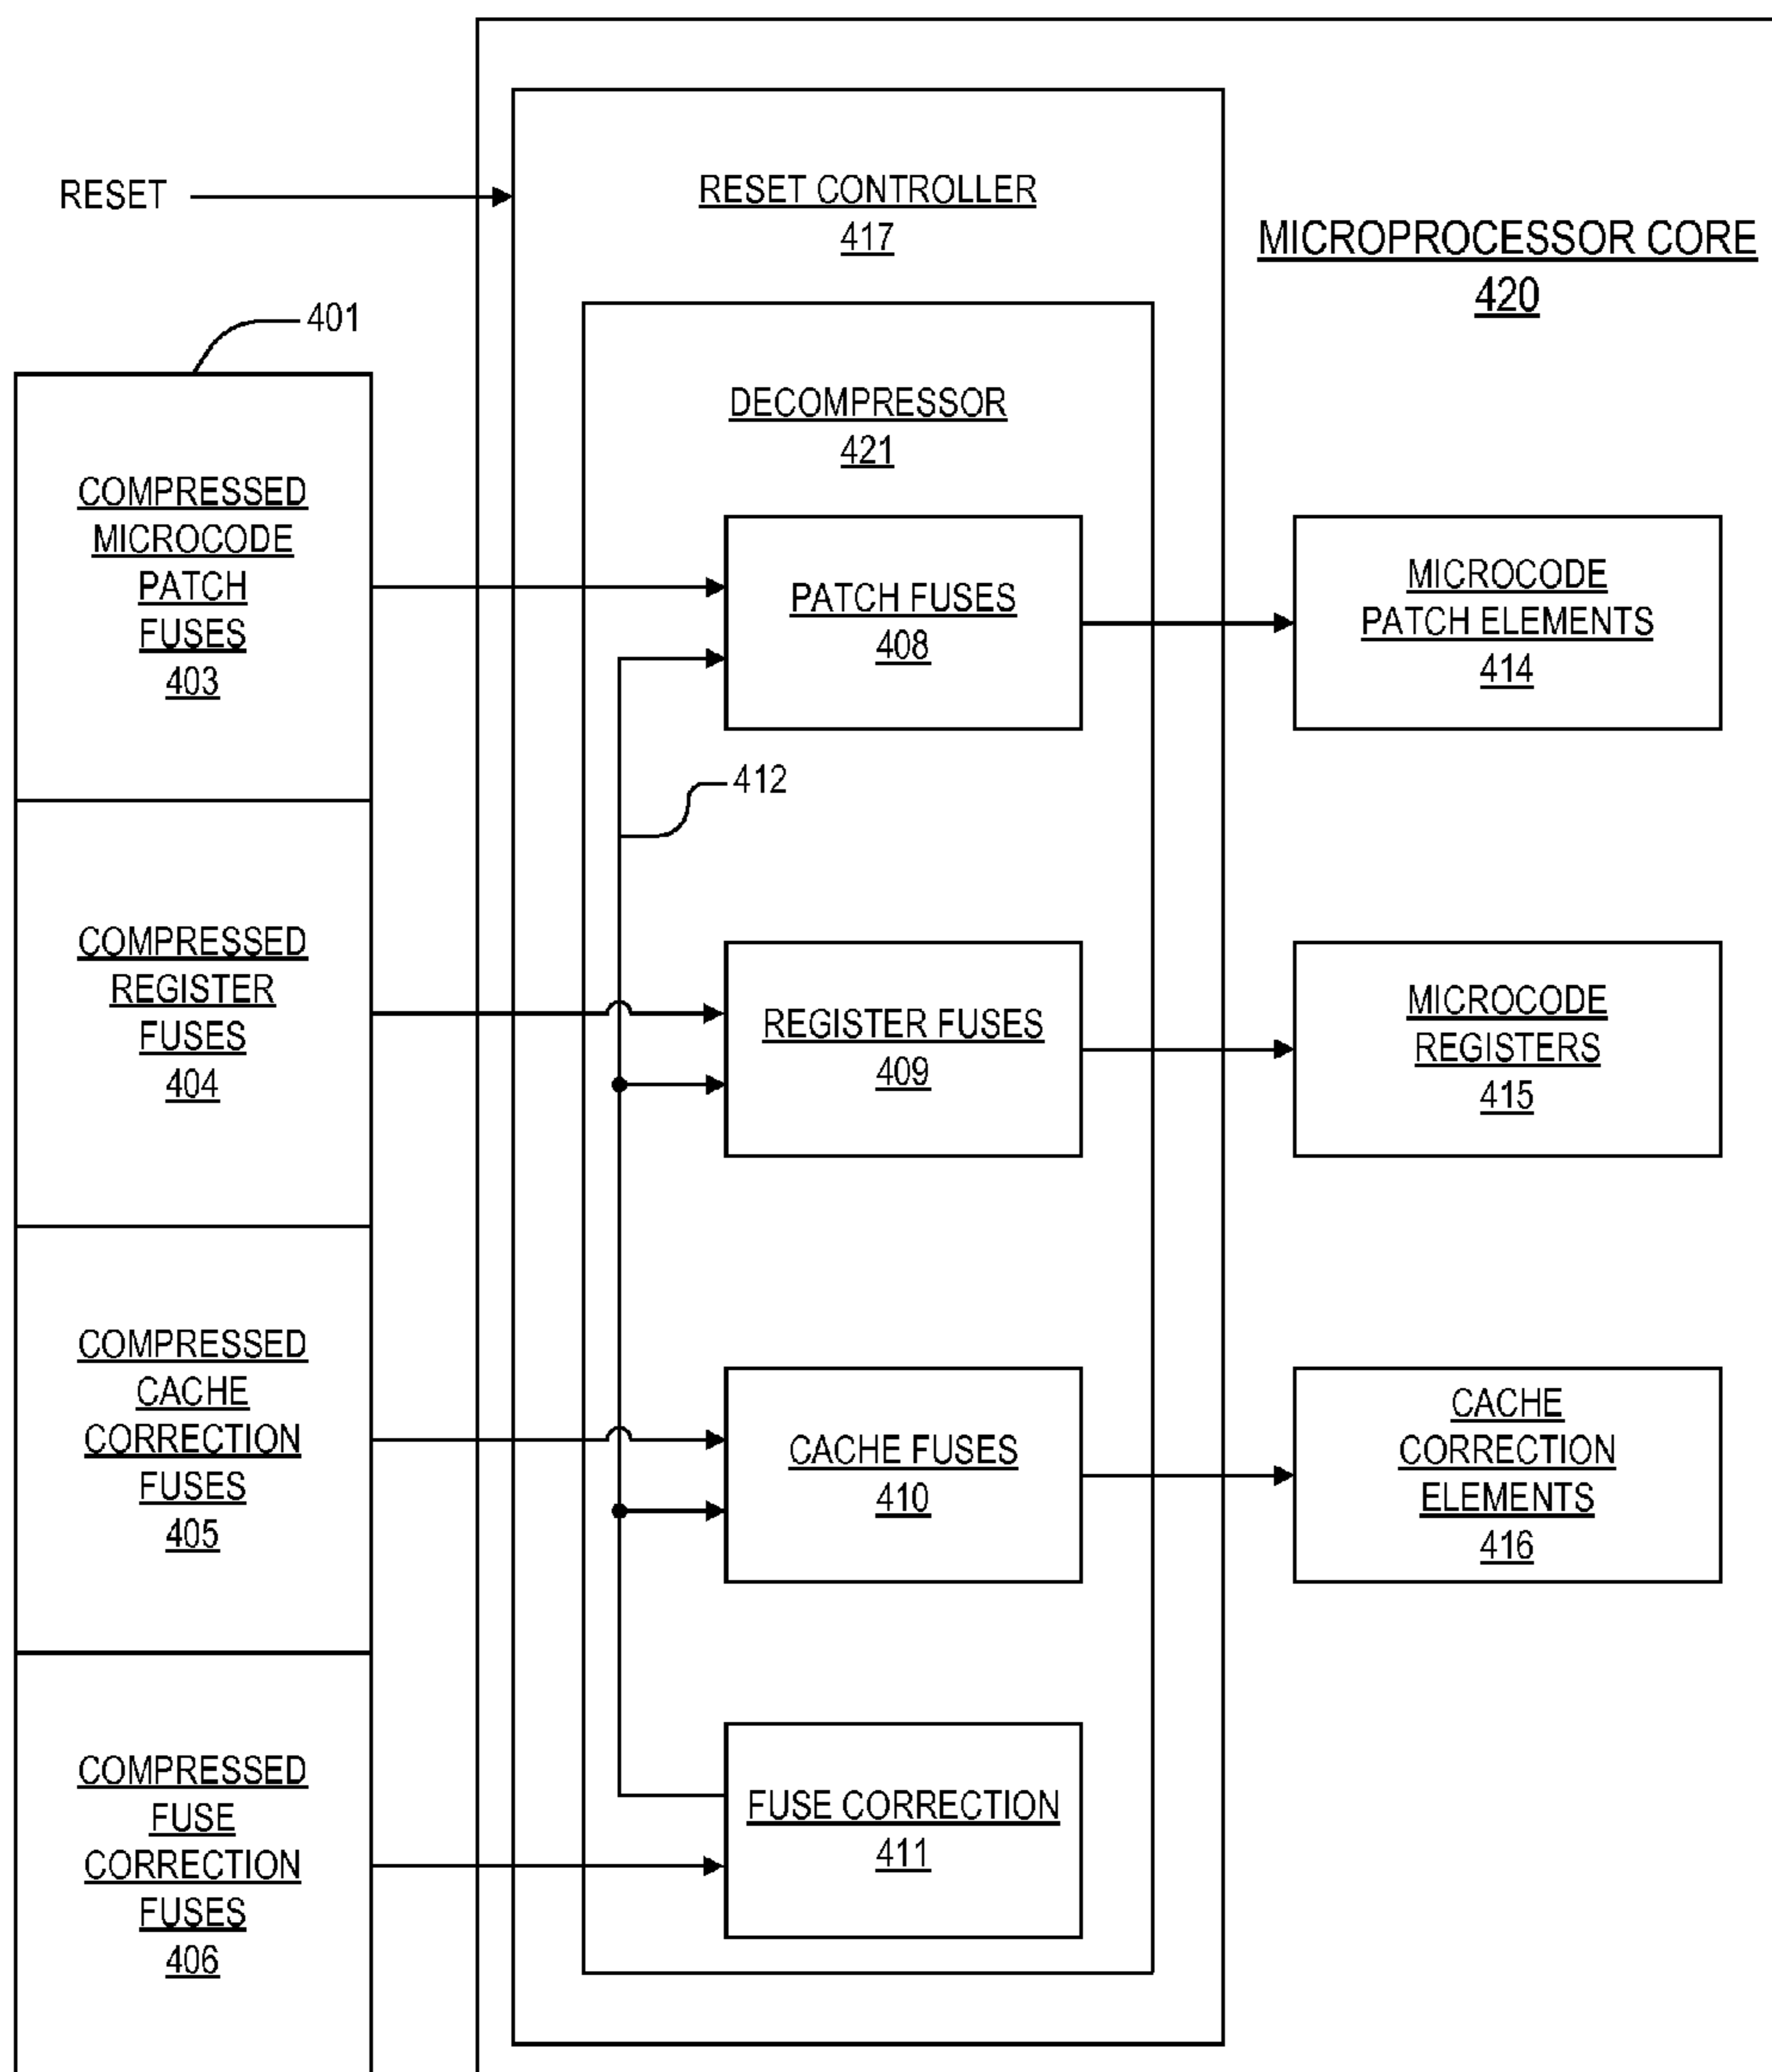 RESET
RESET CONTROLLER
417
MICROPROCESSOR CORE
420
401
DECOMPRESSOR
421
COMPRESSED
MICROCODE
PATCH
FUSES
403
PATCH FUSES
408
MICROCODE
PATCH ELEMENTS
414
412
COMPRESSED
REGISTER
FUSES
404
REGISTER FUSES
409
MICROCODE
REGISTERS
415
COMPRESSED
CACHE
CORRECTION
FUSES
405
CACHE FUSES
410
CACHE
CORRECTION
ELEMENTS
416
COMPRESSED
FUSE
CORRECTION
FUSES
406
FUSE CORRECTION
411